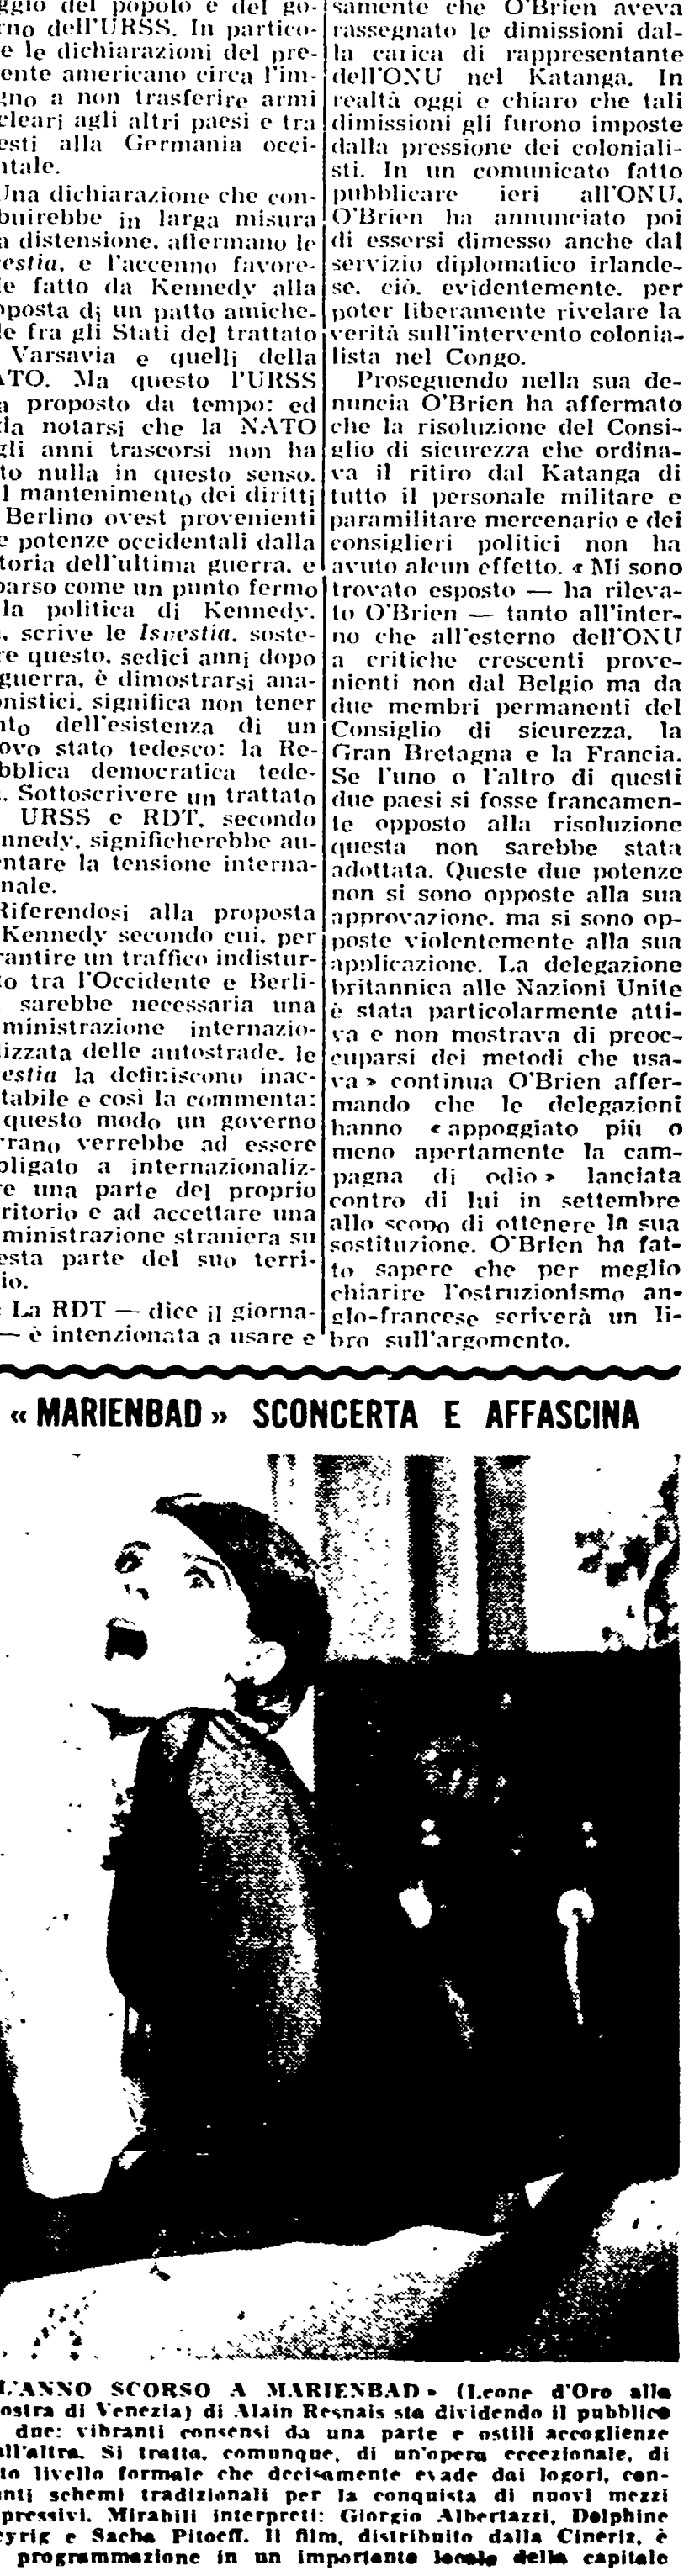 ggio del popolo e del go-
rno dell'URSS. In partico-
e le dichiarazioni del pre-
ente americano circa l'im-
gno a non trasferire armi
cleari agli altri paesi e tra
esti alla Germania occi-
ntale.
Una dichiarazione che con-
buirebbe in larga misura
a distensione, affermano le
vestia, e l'accenno favore-
le fatto da Kennedy alla
oposta di un patto amiche-
le fra gli Stati del trattato
Varsavia e quelli della
ATO. Ma questo l'URSS
a proposto da tempo: ed
da notarsi che la NATO
gli anni trascorsi non ha
to nulla in questo senso.
l mantenimento dei diritti
Berlino ovest provenienti
e potenze occidentali dalla
toria dell'ultima guerra, e
parso come un punto fermo
la politica di Kennedy.
a, scrive le Isvestia, soste-
re questo, sedici anni dopo
guerra, è dimostrarsi ana-
onistici, significa non tener
nto dell'esistenza di un
ovo stato tedesco: la Re-
bblica democratica tede-
a. Sottoscrivere un trattato
URSS e RDT, secondo
nnedy, significherebbe au-
entare la tensione interna-
nale.
Riferendosi alla proposta
Kennedy secondo cui, per
rantire un traffico indistur-
to tra l'Occidente e Berli-
sarebbe necessaria una
ministrazione internazio-
lizzata delle autostrade, le
vestia la definiscono inac-
tabile e così la commenta:
questo modo un governo
rrano verrebbe ad essere
bligato a internazionaliz-
re una parte del proprio
rritorio e ad accettare una
ministrazione straniera su
esta parte del suo terri-
io.
« La RDT — dice il giorna-
— è intenzionata a usare e
samente che O'Brien aveva
rassegnato le dimissioni dal-
la carica di rappresentante
dell'ONU nel Katanga. In
realtà oggi e chiaro che tali
dimissioni gli furono imposte
dalla pressione dei coloniali-
sti. In un comunicato fatto
pubblicare ieri all'ONU,
O'Brien ha annunciato poi
di essersi dimesso anche dal
servizio diplomatico irlande-
se, ciò, evidentemente, per
poter liberamente rivelare la
verità sull'intervento colonia-
lista nel Congo.
Proseguendo nella sua de-
nuncia O'Brien ha affermato
che la risoluzione del Consi-
glio di sicurezza che ordina-
va il ritiro dal Katanga di
tutto il personale militare e
paramilitare mercenario e dei
consiglieri politici non ha
avuto alcun effetto. « Mi sono
trovato esposto — ha rileva-
to O'Brien — tanto all'inter-
no che all'esterno dell'ONU
a critiche crescenti prove-
nienti non dal Belgio ma da
due membri permanenti del
Consiglio di sicurezza, la
Gran Bretagna e la Francia.
Se l'uno o l'altro di questi
due paesi si fosse francamen-
te opposto alla risoluzione
questa non sarebbe stata
adottata. Queste due potenze
non si sono opposte alla sua
approvazione, ma si sono op-
poste violentemente alla sua
applicazione. La delegazione
britannica alle Nazioni Unite
è stata particolarmente atti-
va e non mostrava di preoc-
cuparsi dei metodi che usa-
va » continua O'Brien affer-
mando che le delegazioni
hanno « appoggiato più o
meno apertamente la cam-
pagna di odio » lanciata
contro di lui in settembre
allo scopo di ottenere la sua
sostituzione. O'Brien ha fat-
to sapere che per meglio
chiarire l'ostruzionismo an-
glo-francese scriverà un li-
bro sull'argomento.
« MARIENBAD » SCONCERTA E AFFASCINA
L'ANNO SCORSO A MARIENBAD » (Leone d'Oro alla
ostra di Venezia) di Alain Resnais sta dividendo il pubblico
due: vibranti consensi da una parte e ostili accoglienze
all'altra. Si tratta, comunque, di un'opera eccezionale, di
to livello formale che decisamente evade dai logori, con-
nti schemi tradizionali per la conquista di nuovi mezzi
pressivi. Mirabili interpreti: Giorgio Albertazzi, Delphine
eyrig e Sacha Pitoeff. Il film, distribuito dalla Cineriz, è
programmazione in un importante locale della capitale